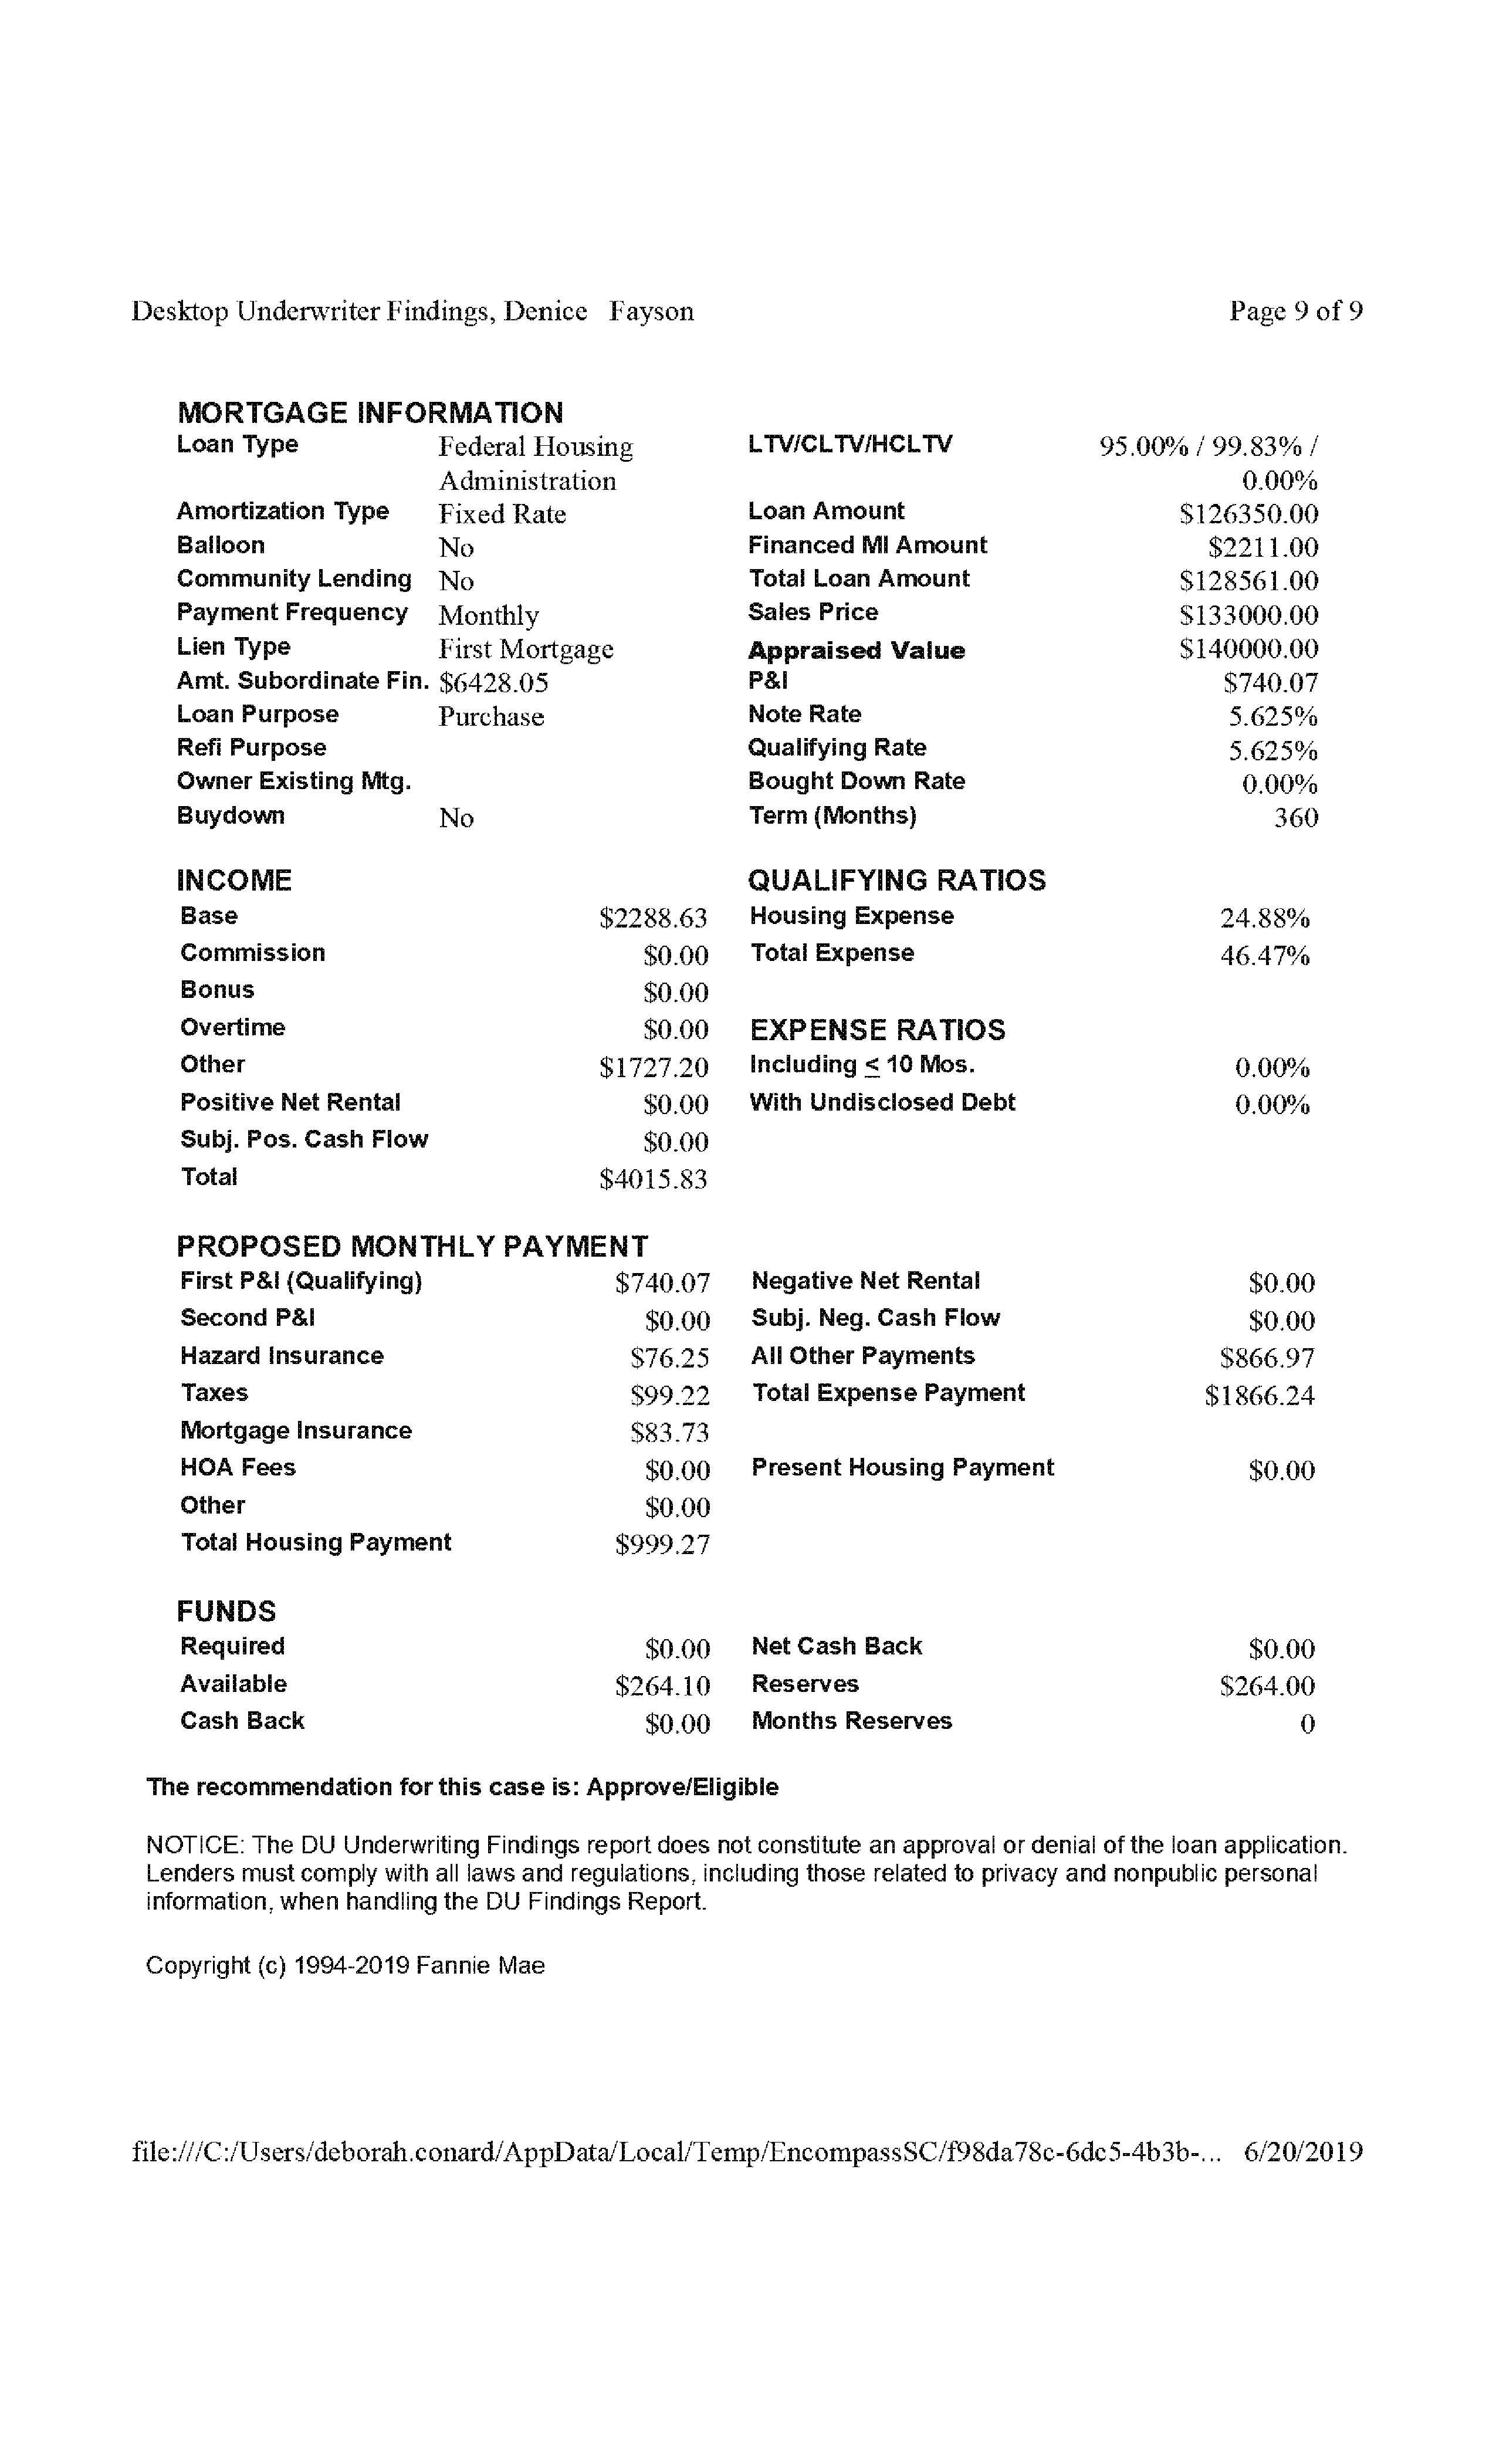 Desktop Underwriter Findings, Denice Fayson Page 9 of 9
MORTGAGE INFORMATION
Loan Type Federal Housing LTV/CLTV/HCLTV 95.00% / 99.83% /
Administration 0.00%
Amortization Type Fixed Rate Loan Amount $126350.00
Balloon No Financed MI Amount $2211.00
Community Lending No Total Loan Amount $128561.00
Payment Frequency Monthly Sales Price $133000.00
Lien Type First Mortgage Appraised Value $140000.00
Amt. Subordinate Fin. $6428.05 P&I $740.07
Loan Purpose Purchase Note Rate 5.625%
Refi Purpose Qualifying Rate 5.625%
Owner Existing Mtg. Bought Down Rate 0.00%
Buydown No Term (Months) 360
INCOME QUALIFYING RATIOS
Base $2288.63 Housing Expense 24.88%
Commission $0.00 Total Expense 46.47%
Bonus $0.00
Overtime $0.00 EXPENSE RATIOS
Other $1727.20 Including ≤ 10 Mos. 0.00%
Positive Net Rental $0.00 With Undisclosed Debt 0.00%
Subj. Pos. Cash Flow $0.00
Total $4015.83
PROPOSED MONTHLY PAYMENT
First P&I (Qualifying) $740.07 Negative Net Rental $0.00
Second P&I $0.00 Subj. Neg. Cash Flow $0.00
Hazard Insurance $76.25 All Other Payments $866.97
Taxes $99.22 Total Expense Payment $1866.24
Mortgage Insurance $83.73
HOA Fees $0.00 Present Housing Payment $0.00
Other $0.00
Total Housing Payment $999.27
FUNDS
Required $0.00 Net Cash Back $0.00
Available $264.10 Reserves $264.00
Cash Back $0.00 Months Reserves 0
The recommendation for this case is: Approve/Eligible
NOTICE: The DU Underwriting Findings report does not constitute an approval or denial of the loan application.
Lenders must comply with all laws and regulations, including those related to privacy and nonpublic personal
information, when handling the DU Findings Report.
Copyright (c) 1994-2019 Fannie Mae
file:///C:/Users/deborah.conard/AppData/Local/Temp/EncompassSC/f98da78c-6dc5-4b3b-... 6/20/2019